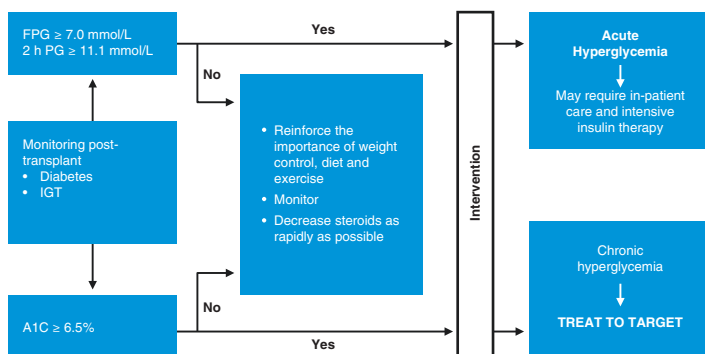 FPG ≥ 7.0 mmol/L
2 h PG ≥ 11.1 mmol/L
Yes
No
Acute
Hyperglycemia
May require in-patient
care and intensive
insulin therapy
Monitoring post-
transplant
• Diabetes
• IGT
• Reinforce the
importance of weight
control, diet and
exercise
• Monitor
• Decrease steroids as
rapidly as possible
Intervention
Chronic
hyperglycemia
TREAT TO TARGET
A1C ≥ 6.5%
No
Yes